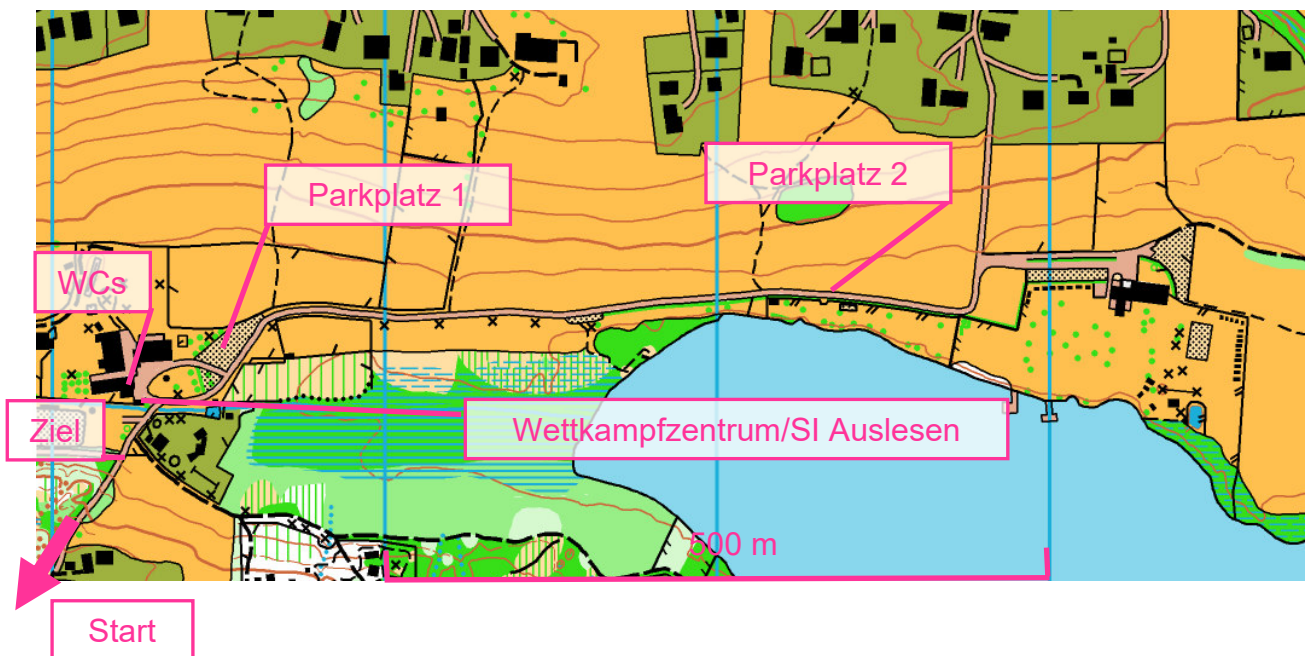 Parkplatz 2
Parkplatz 1
WCs
Ziel
Wettkampfzentrum/SI Auslesen
500 m
Start